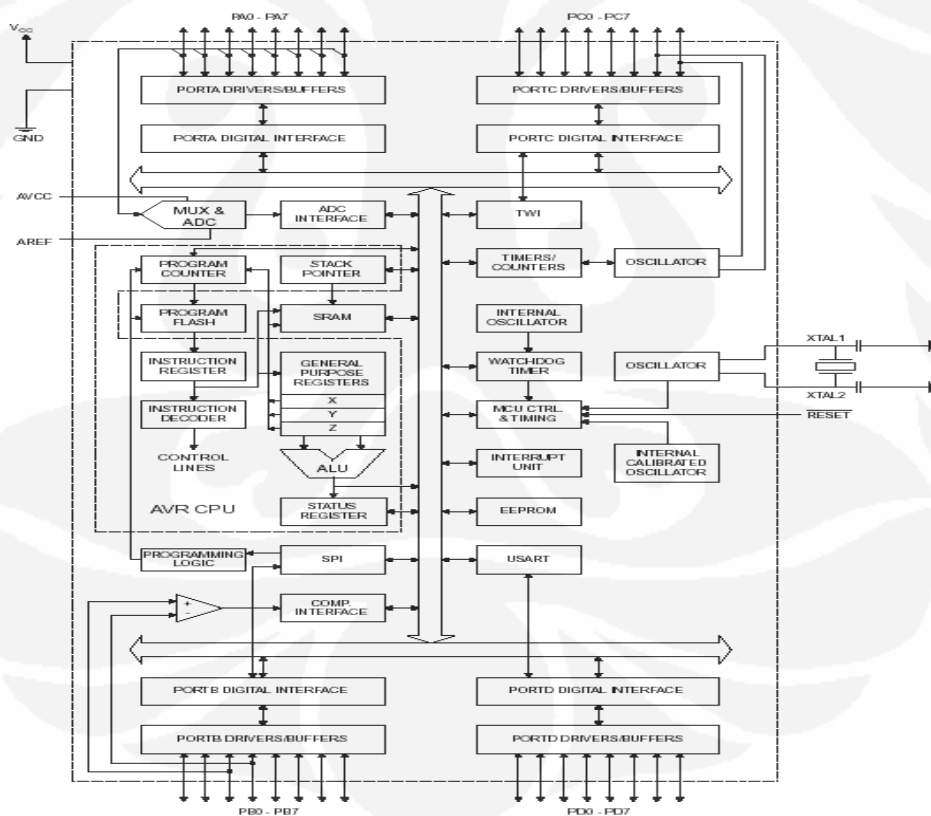 PA0 - PA7
PC0 - PC7
VCC
PORTA DRIVERS/BUFFERS
PORTC DRIVERS/BUFFERS
GND
PORTA DIGITAL INTERFACE
PORTC DIGITAL INTERFACE
AVCC
MUX &
ADC
ADC
INTERFACE
TWI
AREF
PROGRAM
COUNTER
STACK
POINTER
TIMERS/
COUNTERS
OSCILLATOR
PROGRAM
FLASH
SRAM
INTERNAL
OSCILLATOR
XTAL1
INSTRUCTION
REGISTER
GENERAL
PURPOSE
REGISTERS
WATCHDOG
TIMER
OSCILLATOR
XTAL2
X
INSTRUCTION
DECODER
Y
MCU CTRL.
& TIMING
RESET
Z
CONTROL
LINES
ALU
INTERRUPT
UNIT
INTERNAL
CALIBRATED
OSCILLATOR
AVR CPU
STATUS
REGISTER
EEPROM
PROGRAMMING
LOGIC
SPI
USART
+
-
COMP.
INTERFACE
PORTB DIGITAL INTERFACE
PORTD DIGITAL INTERFACE
PORTB DRIVERS/BUFFERS
PORTD DRIVERS/BUFFERS
PB0 - PB7
PD0 - PD7